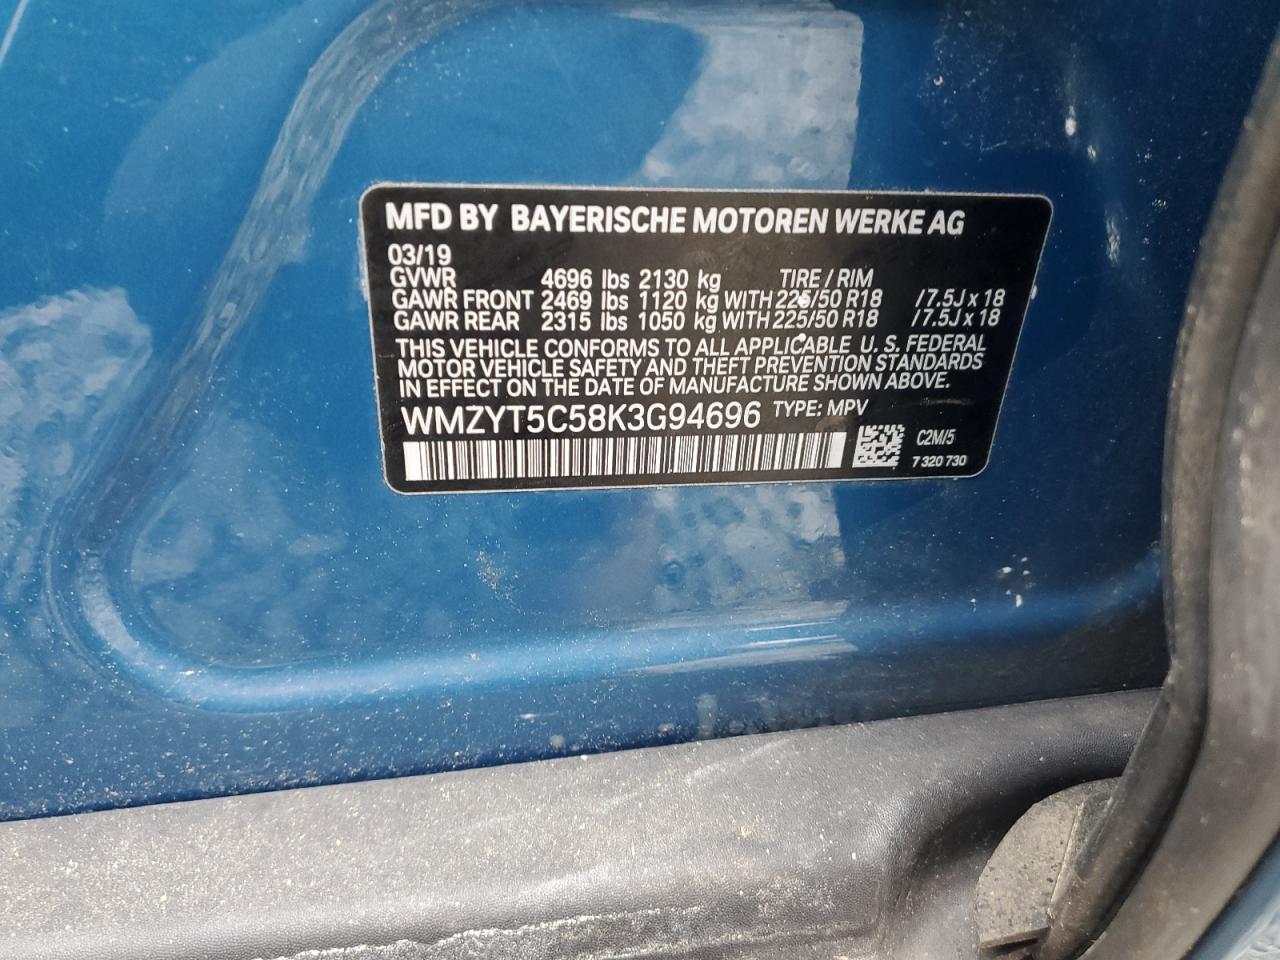 MFD BY BAYERISCHE MOTOREN WERKE AG
03/19
GVWR 4696 lbs 2130 kg TIRE / RIM
GAWR FRONT 2469 lbs 1120 kg WITH 225/50 R18 /7.5J x 18
GAWR REAR 2315 lbs 1050 kg WITH 225/50 R18 /7.5J x 18
THIS VEHICLE CONFORMS TO ALL APPLICABLE U. S. FEDERAL
MOTOR VEHICLE SAFETY AND THEFT PREVENTION STANDARDS
IN EFFECT ON THE DATE OF MANUFACTURE SHOWN ABOVE.
WMZYT5C58K3G94696 TYPE: MPV
C2M/5
7 320 730